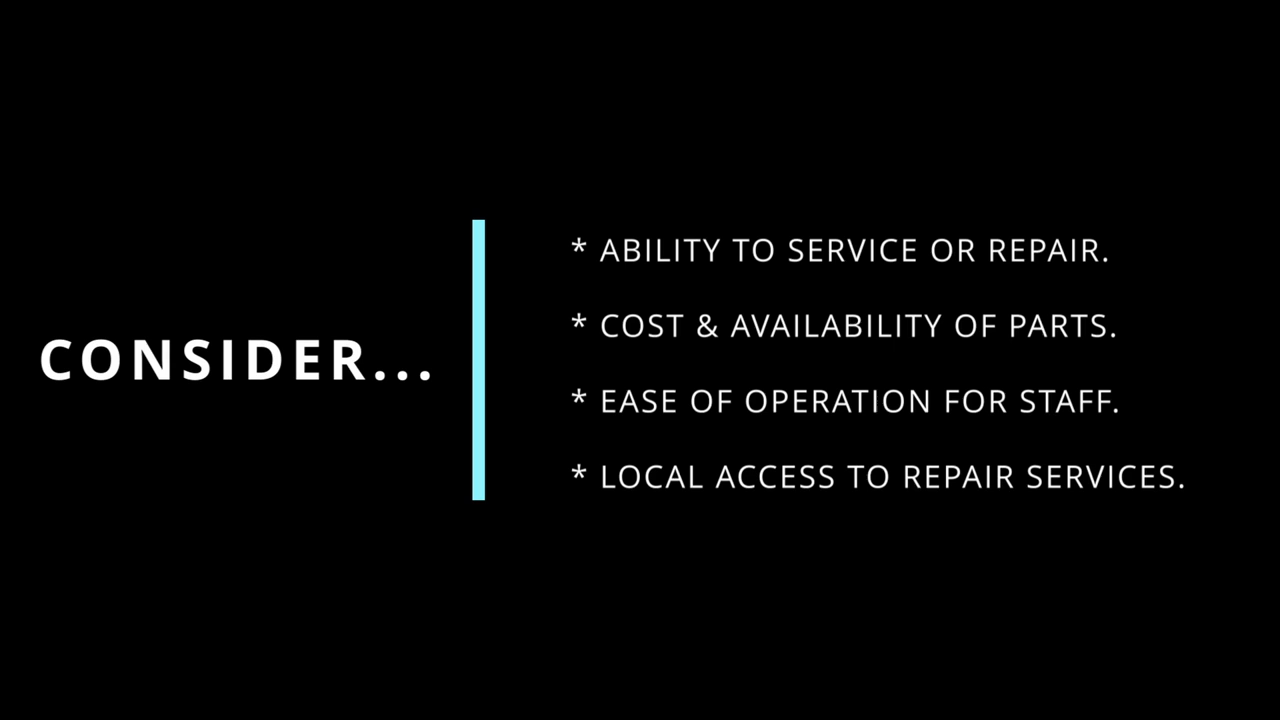 CONSIDER...
* ABILITY TO SERVICE OR REPAIR.
* COST & AVAILABILITY OF PARTS.
* EASE OF OPERATION FOR STAFF.
* LOCAL ACCESS TO REPAIR SERVICES.